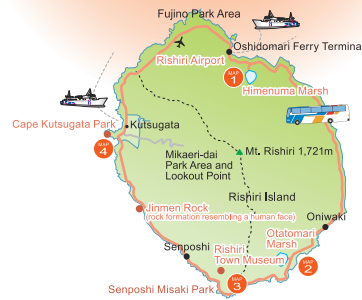 Fujino Park Area
Oshidomari Ferry Termina
Rishiri Airport
MAP
1
Himenuma Marsh
Cape Kutsugata Park
Kutsugata
MAP
4
Mikaeri-dai
Park Area and
Lookout Point
Mt. Rishiri 1,721m
Rishiri Island
Jinmen Rock
(rock formation resembling a human face)
Oniwaki
Otatomari
Marsh
Senposhi
Rishiri
Town Museum
MAP
2
MAP
3
Senposhi Misaki Park